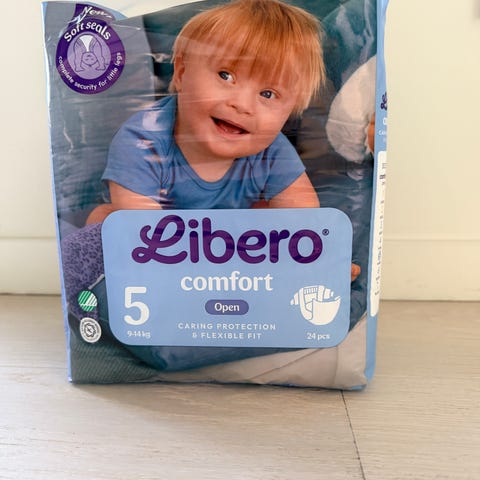 New
Soft seals
complete security for little legs
Libero®
comfort
5
Open
9-14 kg
CARING PROTECTION
& FLEXIBLE FIT
24 pcs